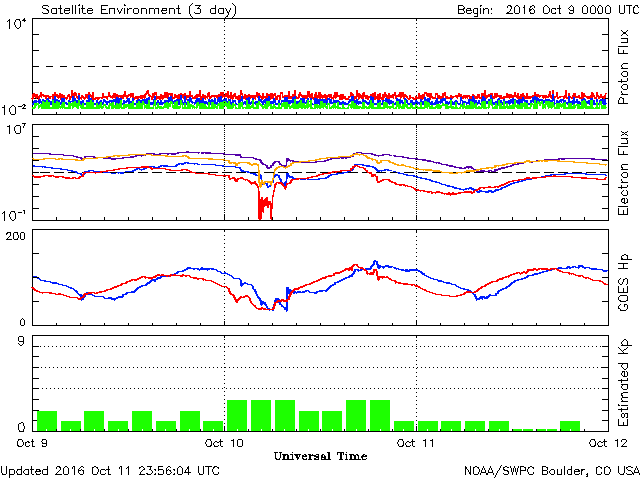 Satellite Environment (3 day)
Begin: 2016 Oct 9 0000 UTC
10^4
10^-2
Proton Flux
10^7
10^-1
Electron Flux
200
0
GOES Hp
9
0
Estimated Kp
Oct 9
Oct 10
Oct 11
Oct 12
Universal Time
Updated 2016 Oct 11 23:56:04 UTC
NOAA/SWPC Boulder, CO USA